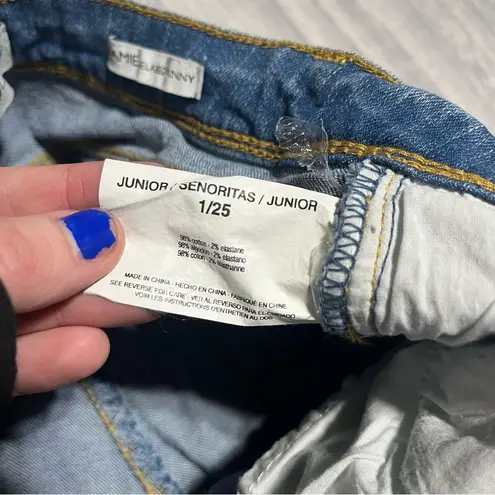 JUNIOR / SEÑORITAS / JUNIOR
1/25
98% cotton - 2% elastane
98% algodon - 2% elastano
98% coton - 2% élasthanne
MADE IN CHINA - HECHO EN CHINA - FABRIQUÉ EN CHINE
SEE REVERSE FOR CARE - VER AL REVERSO PARA EL CUIDADO
VOIR LES INSTRUCTIONS D'ENTRETIEN AU DOS